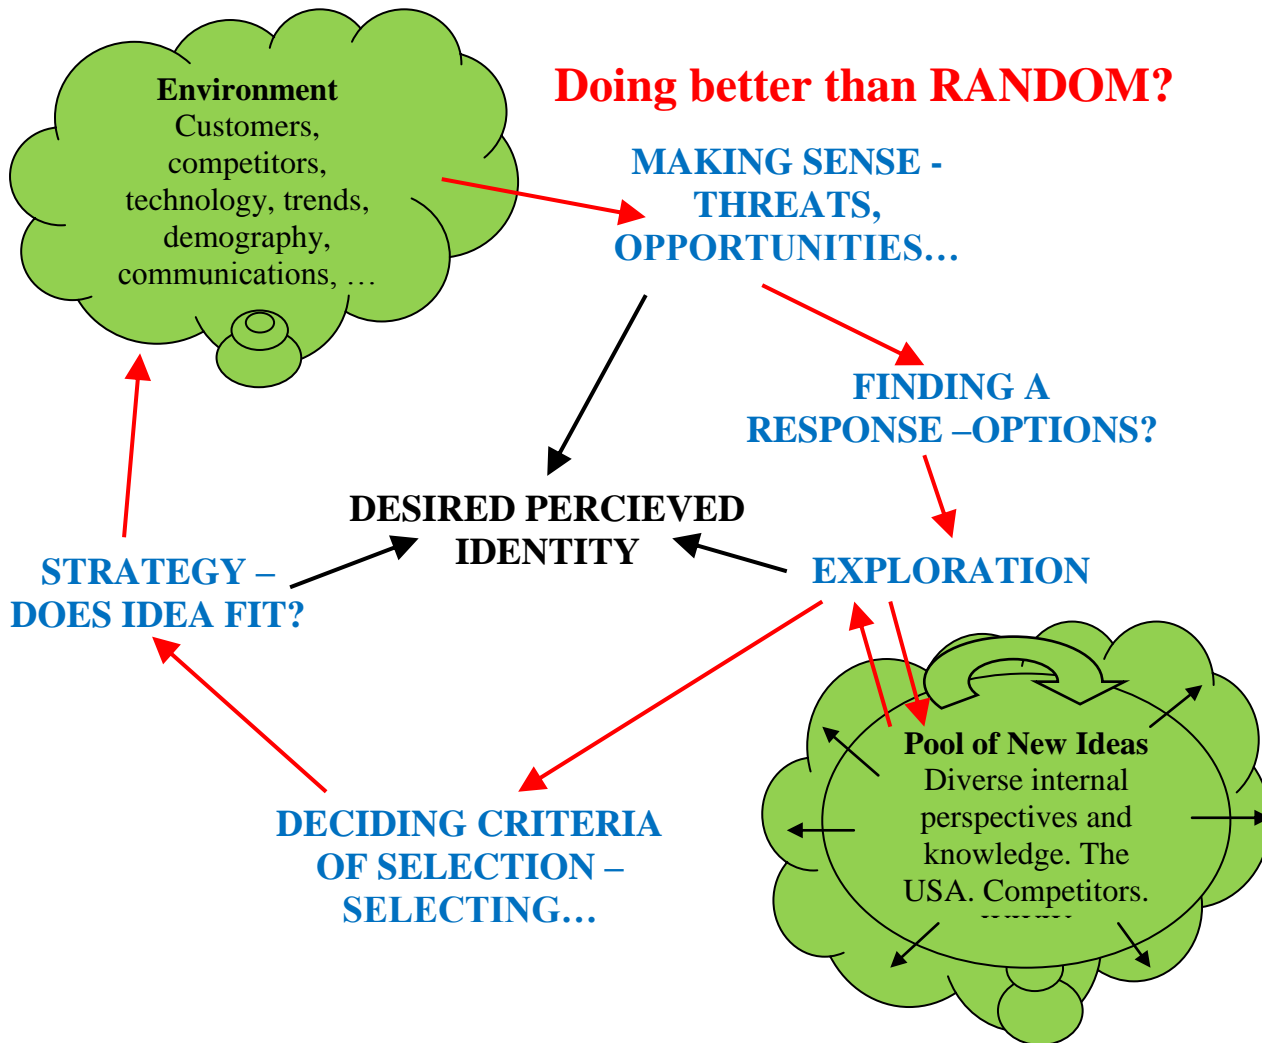 Doing better than RANDOM?
Environment
Customers,
competitors,
technology, trends,
demography,
communications, …
MAKING SENSE -
THREATS,
OPPORTUNITIES…
FINDING A
RESPONSE –OPTIONS?
DESIRED PERCIEVED
IDENTITY
STRATEGY –
DOES IDEA FIT?
EXPLORATION
Pool of New Ideas
Diverse internal
perspectives and
knowledge. The
USA. Competitors.
DECIDING CRITERIA
OF SELECTION –
SELECTING…